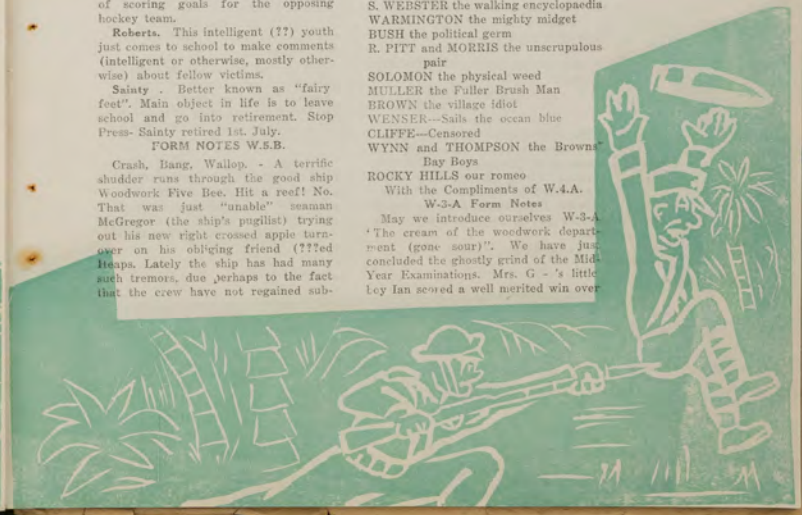 of scoring goals for the opposing
hockey team.
Roberts. This intelligent (??) youth
just comes to school to make comments
(intelligent or otherwise, mostly other-
wise) about fellow victims.
Sainty . Better known as "fairy
feet". Main object in life is to leave
school and go into retirement. Stop
Press- Sainty retired 1st. July.
FORM NOTES W.5.B.
Crash, Bang, Wallop. - A terrific
shudder runs through the good ship
Woodwork Five Bee. Hit a reef! No.
That was just "unable" seaman
McGregor (the ship's pugilist) trying
out his new right crossed apple turn-
over on his obliging friend (???ed
Heaps. Lately the ship has had many
such tremors, due perhaps to the fact
that the crew have not regained sub-
S. WEBSTER the walking encyclopaedia
WARMINGTON the mighty midget
BUSH the political germ
R. PITT and MORRIS the unscrupulous
pair
SOLOMON the physical weed
MULLER the Fuller Brush Man
BROWN the village idiot
WENSER—Sails the ocean blue
CLIFFE—Censored
WYNN and THOMPSON the Browns'
Bay Boys
ROCKY HILLS our romeo
With the Compliments of W.4.A.
W-3-A Form Notes
May we introduce ourselves W-3-A
'The cream of the woodwork depart-
ment (gone sour)". We have just
concluded the ghostly grind of the Mid-
Year Examinations. Mrs. G - 's little
boy Ian scored a well merited win over